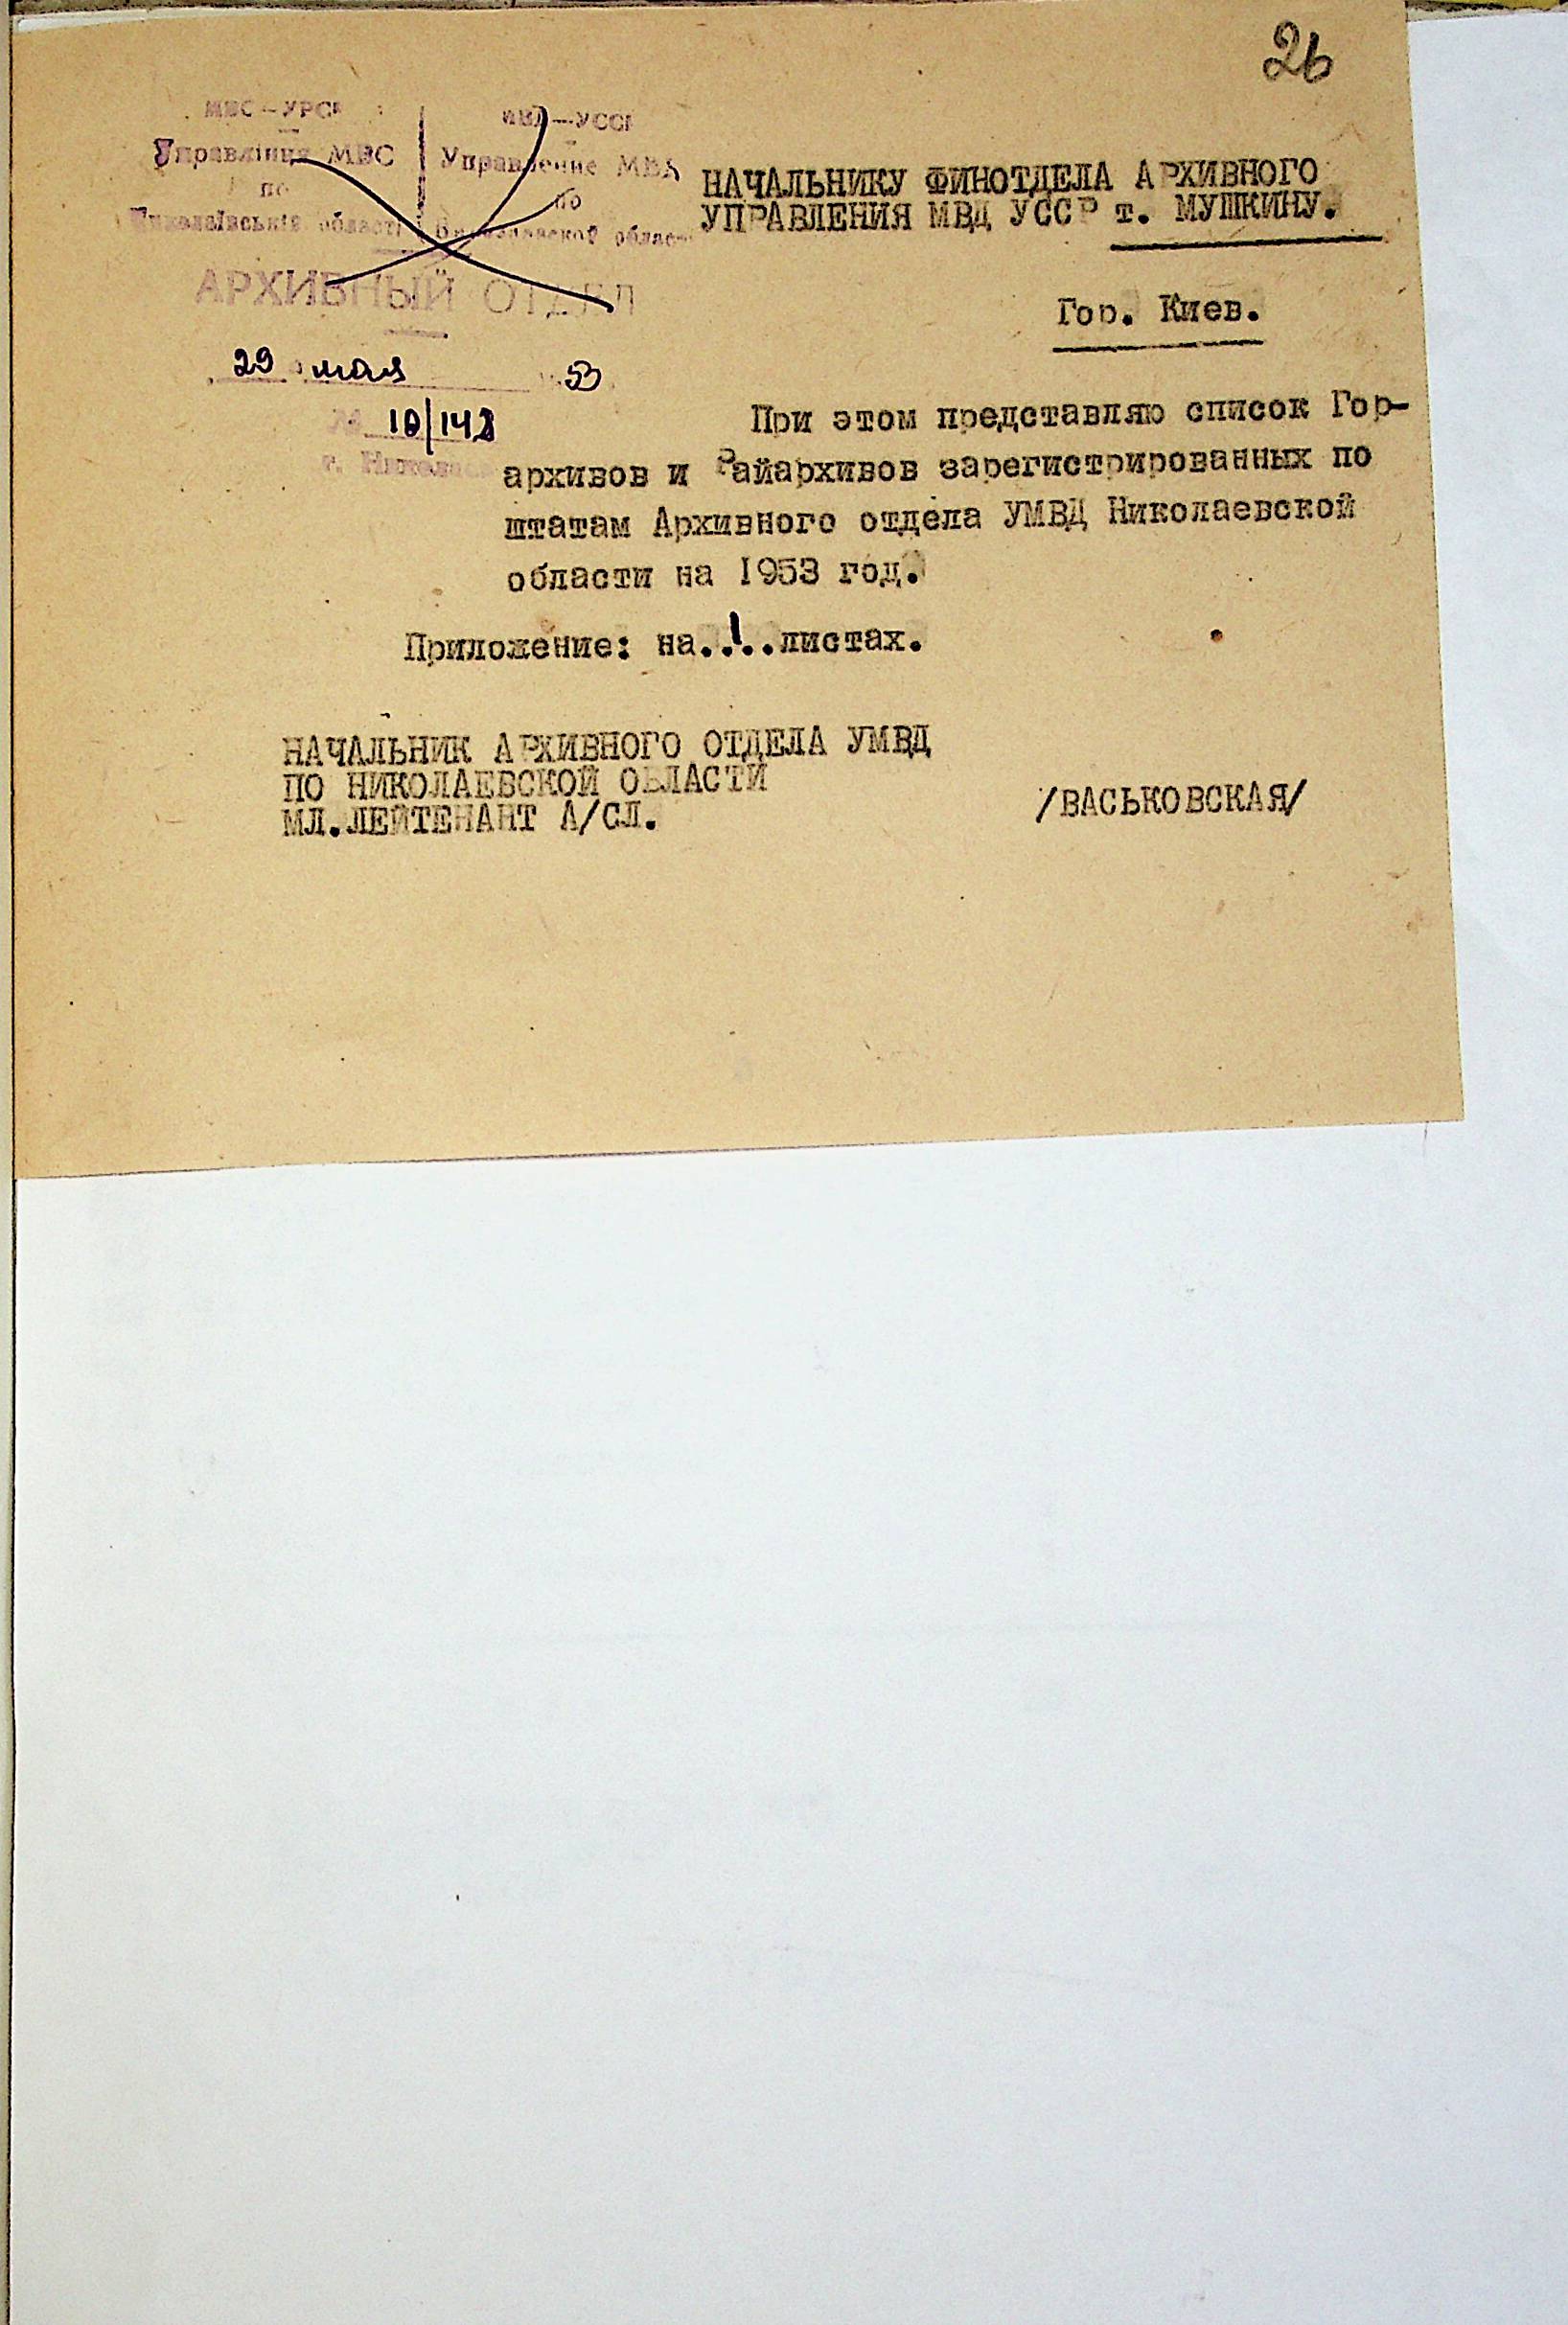 26
МВС — УРСР
Управління МВС
по
Миколаївській області
МВД — УССР
Управление МВД
по
Николаевской области
АРХИВНЫЙ ОТДЕЛ
29 мая 53
10/142
НАЧАЛЬНИКУ ФИНОТДЕЛА АРХИВНОГО
УПРАВЛЕНИЯ МВД УССР т. МУШКИНУ.
Гор. Киев.
При этом представляю список Гор-
архивов и Райархивов зарегистрированных по
штатам Архивного отдела УМВД Николаевской
области на 1953 год.
Приложение: на..1..листах.
НАЧАЛЬНИК АРХИВНОГО ОТДЕЛА УМВД
ПО НИКОЛАЕВСКОЙ ОБЛАСТИ
МЛ.ЛЕЙТЕНАНТ А/СЛ.
/ВАСЬКОВСКАЯ/